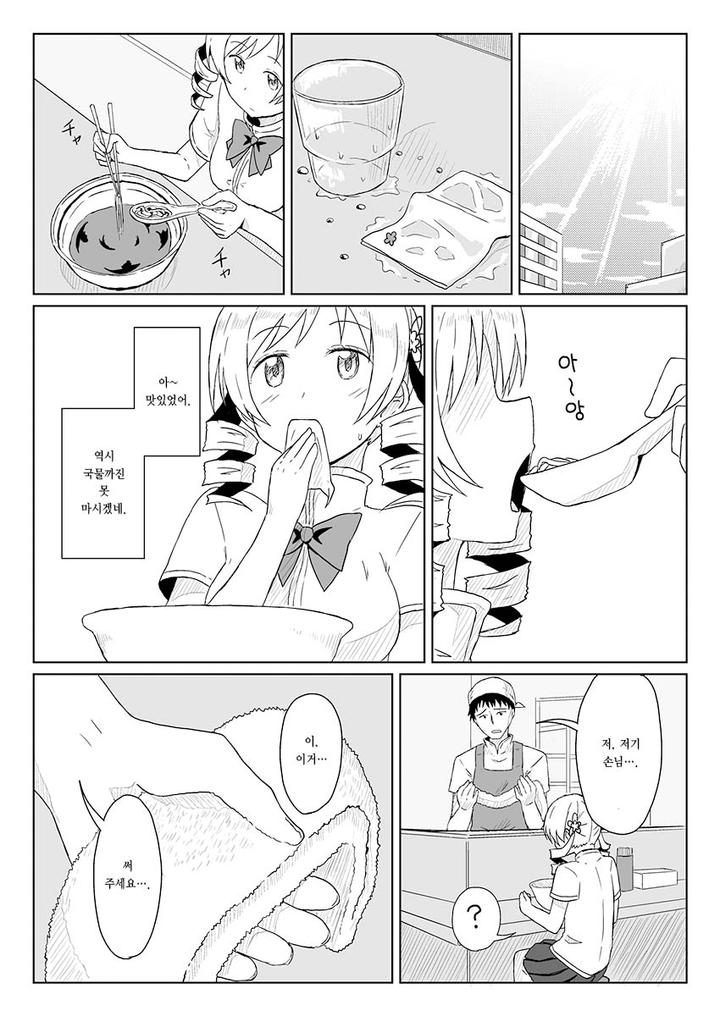 チャ
チャ
아~앙
아~
맛있었어.
역시
국물까진
못
마시겠네.
저, 저기
손님….
?
이,
이거…
써
주세요….